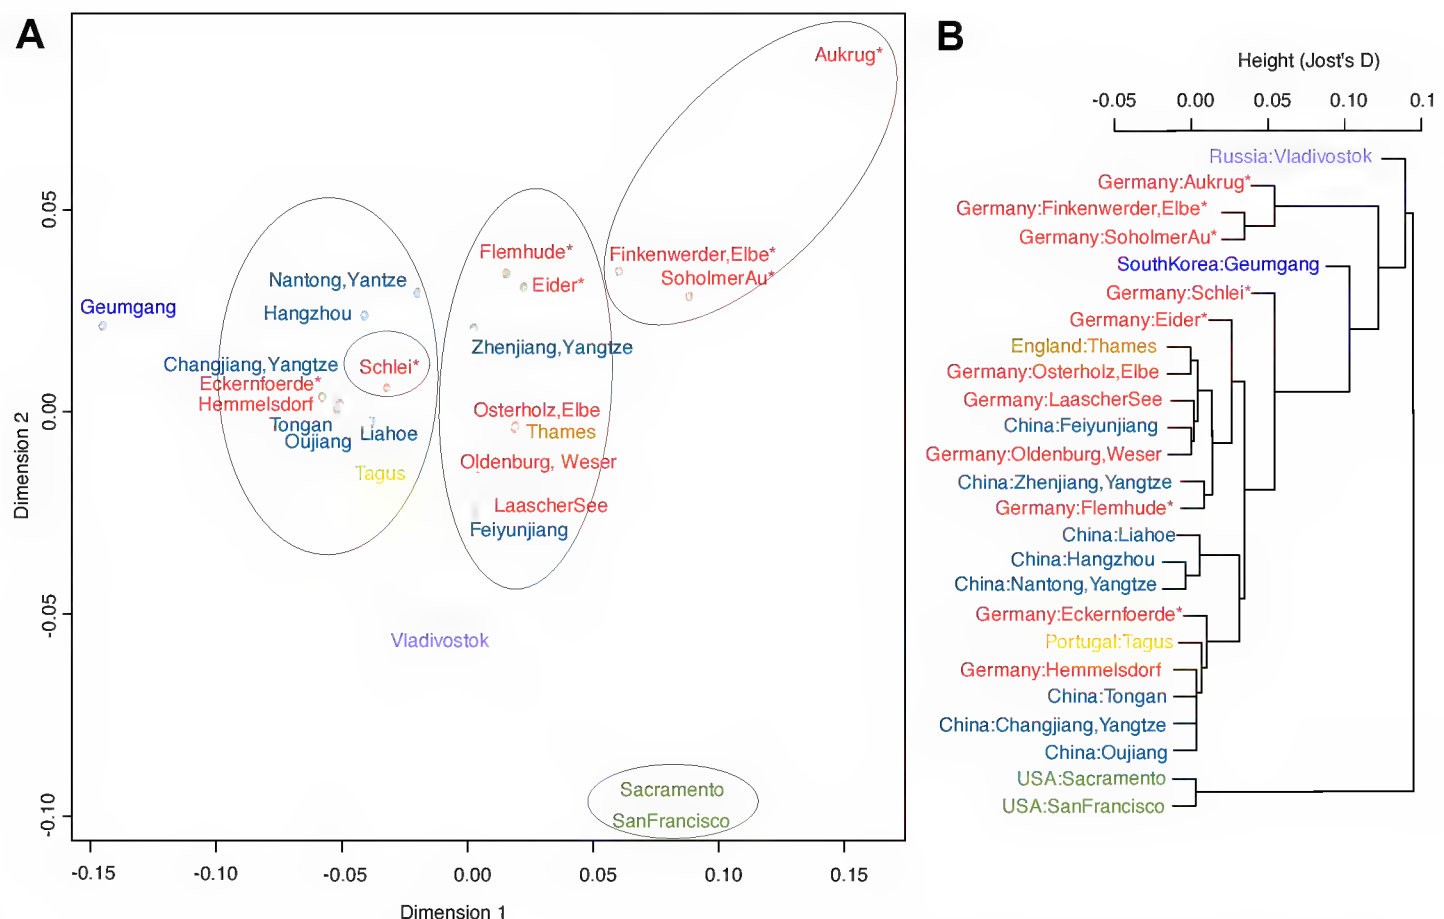 A
B
Height (Jost's D)
-0.05 0.00 0.05 0.10 0.1
Aukrug*
Flemhude*
Finkenwerder,Elbe*
Eider*
SoholmerAu*
Nantong,Yantze
Hangzhou
Geumgang
Zhenjiang,Yangtze
Changjiang,Yangtze
Schlei*
Eckernfoerde*
Hemmelsdorf
Tongan
Oujiang
Liahoe
Osterholz,Elbe
Thames
Tagus
Oldenburg, Weser
LaascherSee
Feiyunjiang
Vladivostok
Sacramento
SanFrancisco
Dimension 2
0.05
0.00
-0.05
-0.10
-0.15 -0.10 -0.05 0.00 0.05 0.10 0.15
Dimension 1
Russia:Vladivostok
Germany:Aukrug*
Germany:Finkenwerder,Elbe*
Germany:SoholmerAu*
SouthKorea:Geumgang
Germany:Schlei*
Germany:Eider*
England:Thames
Germany:Osterholz,Elbe
Germany:LaascherSee
China:Feiyunjiang
Germany:Oldenburg,Weser
China:Zhenjiang,Yangtze
Germany:Flemhude*
China:Liahoe
China:Hangzhou
China:Nantong,Yangtze
Germany:Eckernfoerde*
Portugal:Tagus
Germany:Hemmelsdorf
China:Tongan
China:Changjiang,Yangtze
China:Oujiang
USA:Sacramento
USA:SanFrancisco